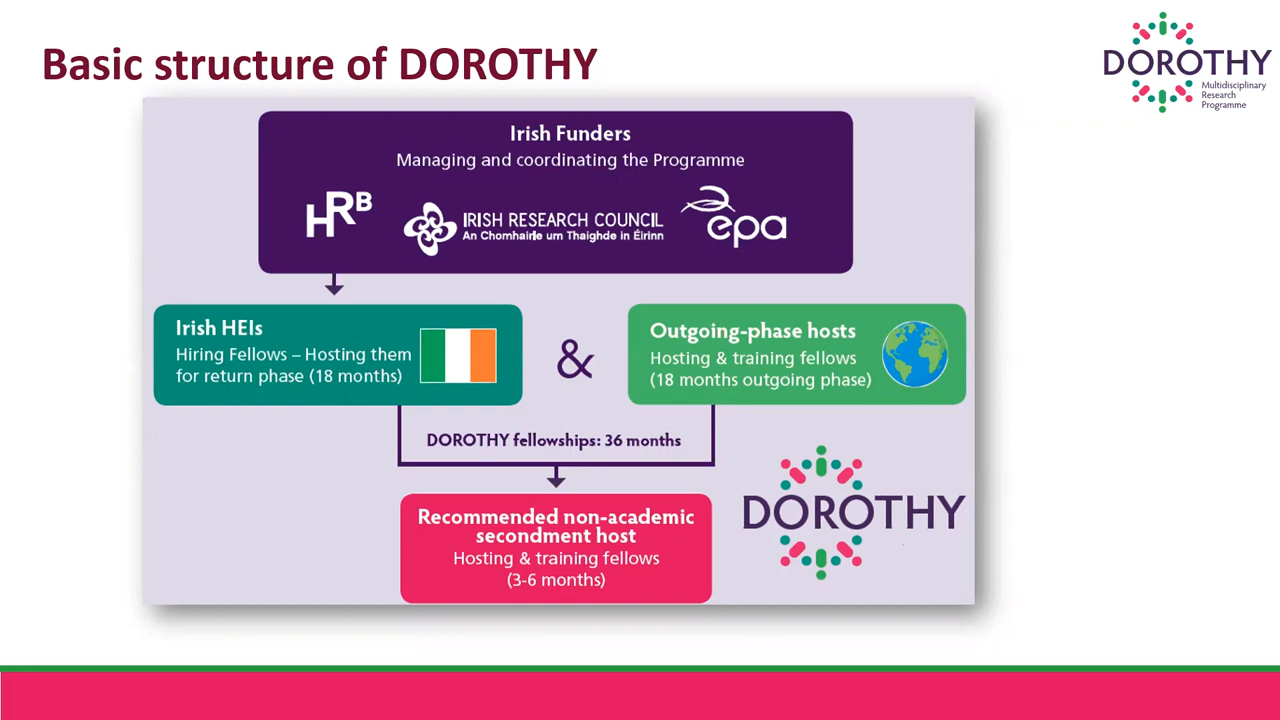 Basic structure of DOROTHY
DOROTHY
Multidisciplinary
Research
Programme
Irish Funders
Managing and coordinating the Programme
HRB
IRISH RESEARCH COUNCIL
An Chomhairle um Thaighde in Éirinn
epa
Irish HEIs
Hiring Fellows – Hosting them
for return phase (18 months)
&
Outgoing-phase hosts
Hosting & training fellows
(18 months outgoing phase)
DOROTHY fellowships: 36 months
Recommended non-academic
secondment host
Hosting & training fellows
(3-6 months)
DOROTHY